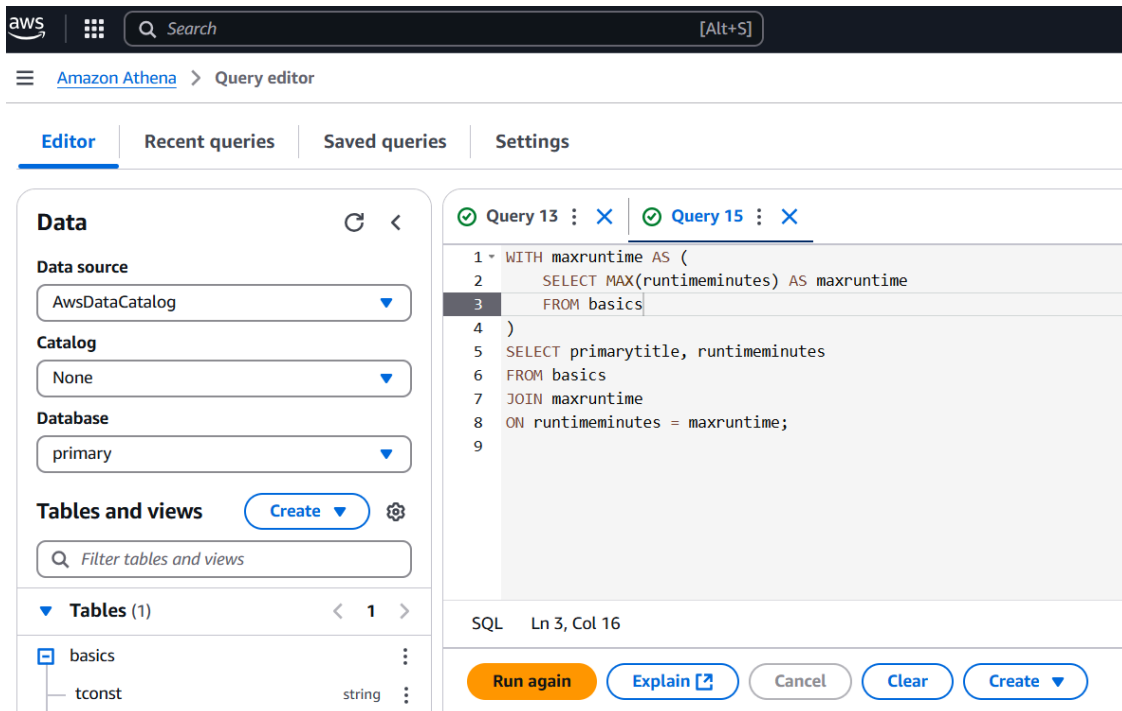 aws
Search [Alt+S]
Amazon Athena > Query editor
Editor Recent queries Saved queries Settings
Data
Data source
AwsDataCatalog
Catalog
None
Database
primary
Tables and views Create
Filter tables and views
Tables (1) < 1 >
basics
tconst string
Query 13 Query 15
1 WITH maxruntime AS (
2 SELECT MAX(runtimeminutes) AS maxruntime
3 FROM basics
4 )
5 SELECT primarytitle, runtimeminutes
6 FROM basics
7 JOIN maxruntime
8 ON runtimeminutes = maxruntime;
9
SQL Ln 3, Col 16
Run again Explain Cancel Clear Create